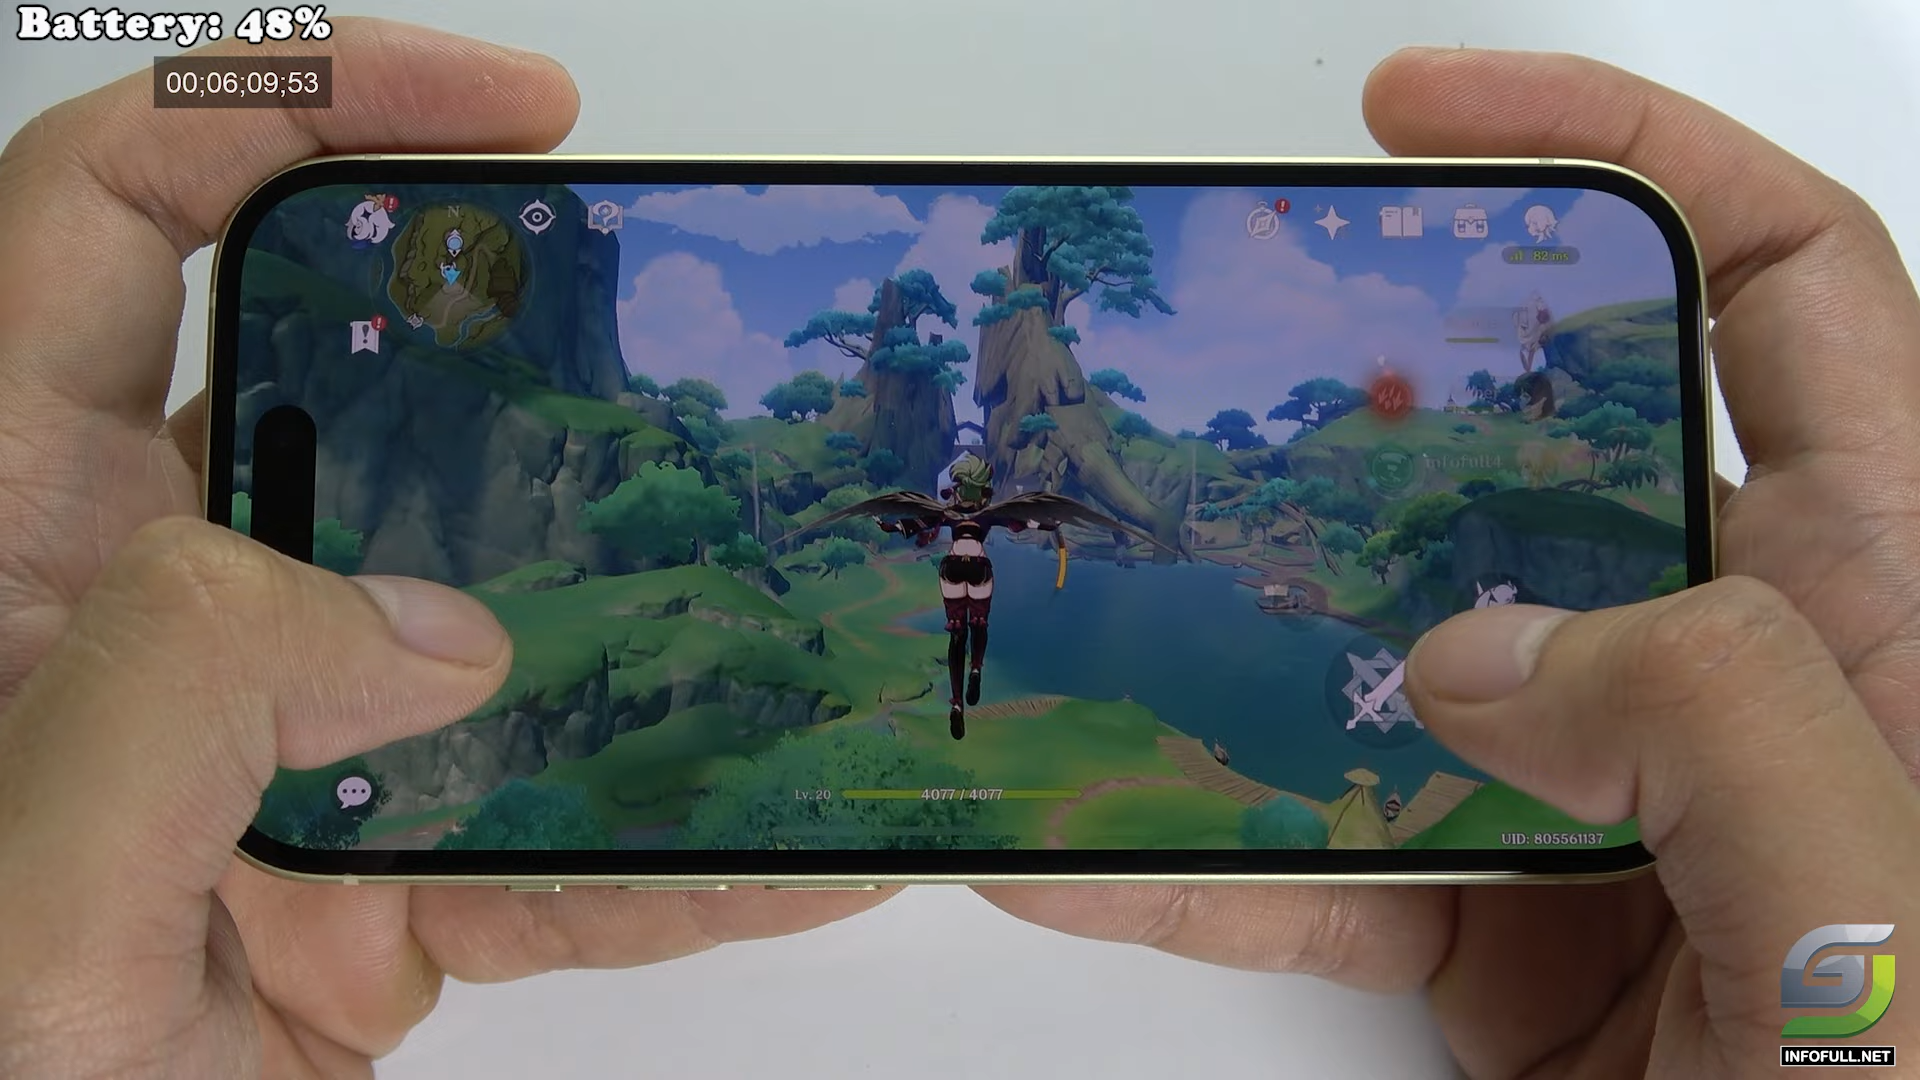 Battery: 48%
00;06;09;53
N
82 ms
infofull4
Lv. 20
4077 / 4077
UID: 805561137
INFOFULL.NET